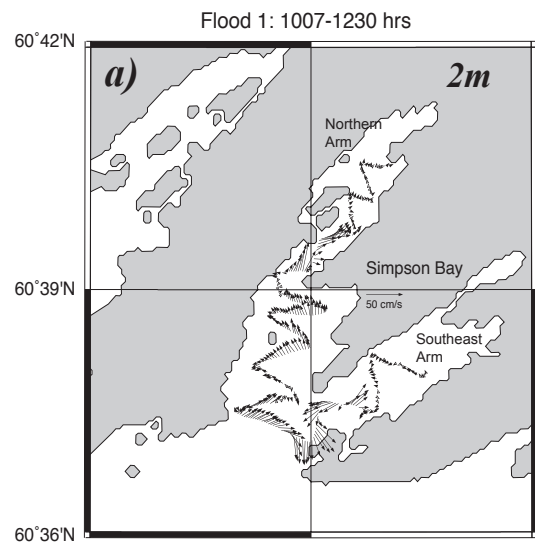 Flood 1: 1007-1230 hrs
60˚42'N
a)
2m
Northern
Arm
Simpson Bay
60˚39'N
50 cm/s
Southeast
Arm
60˚36'N